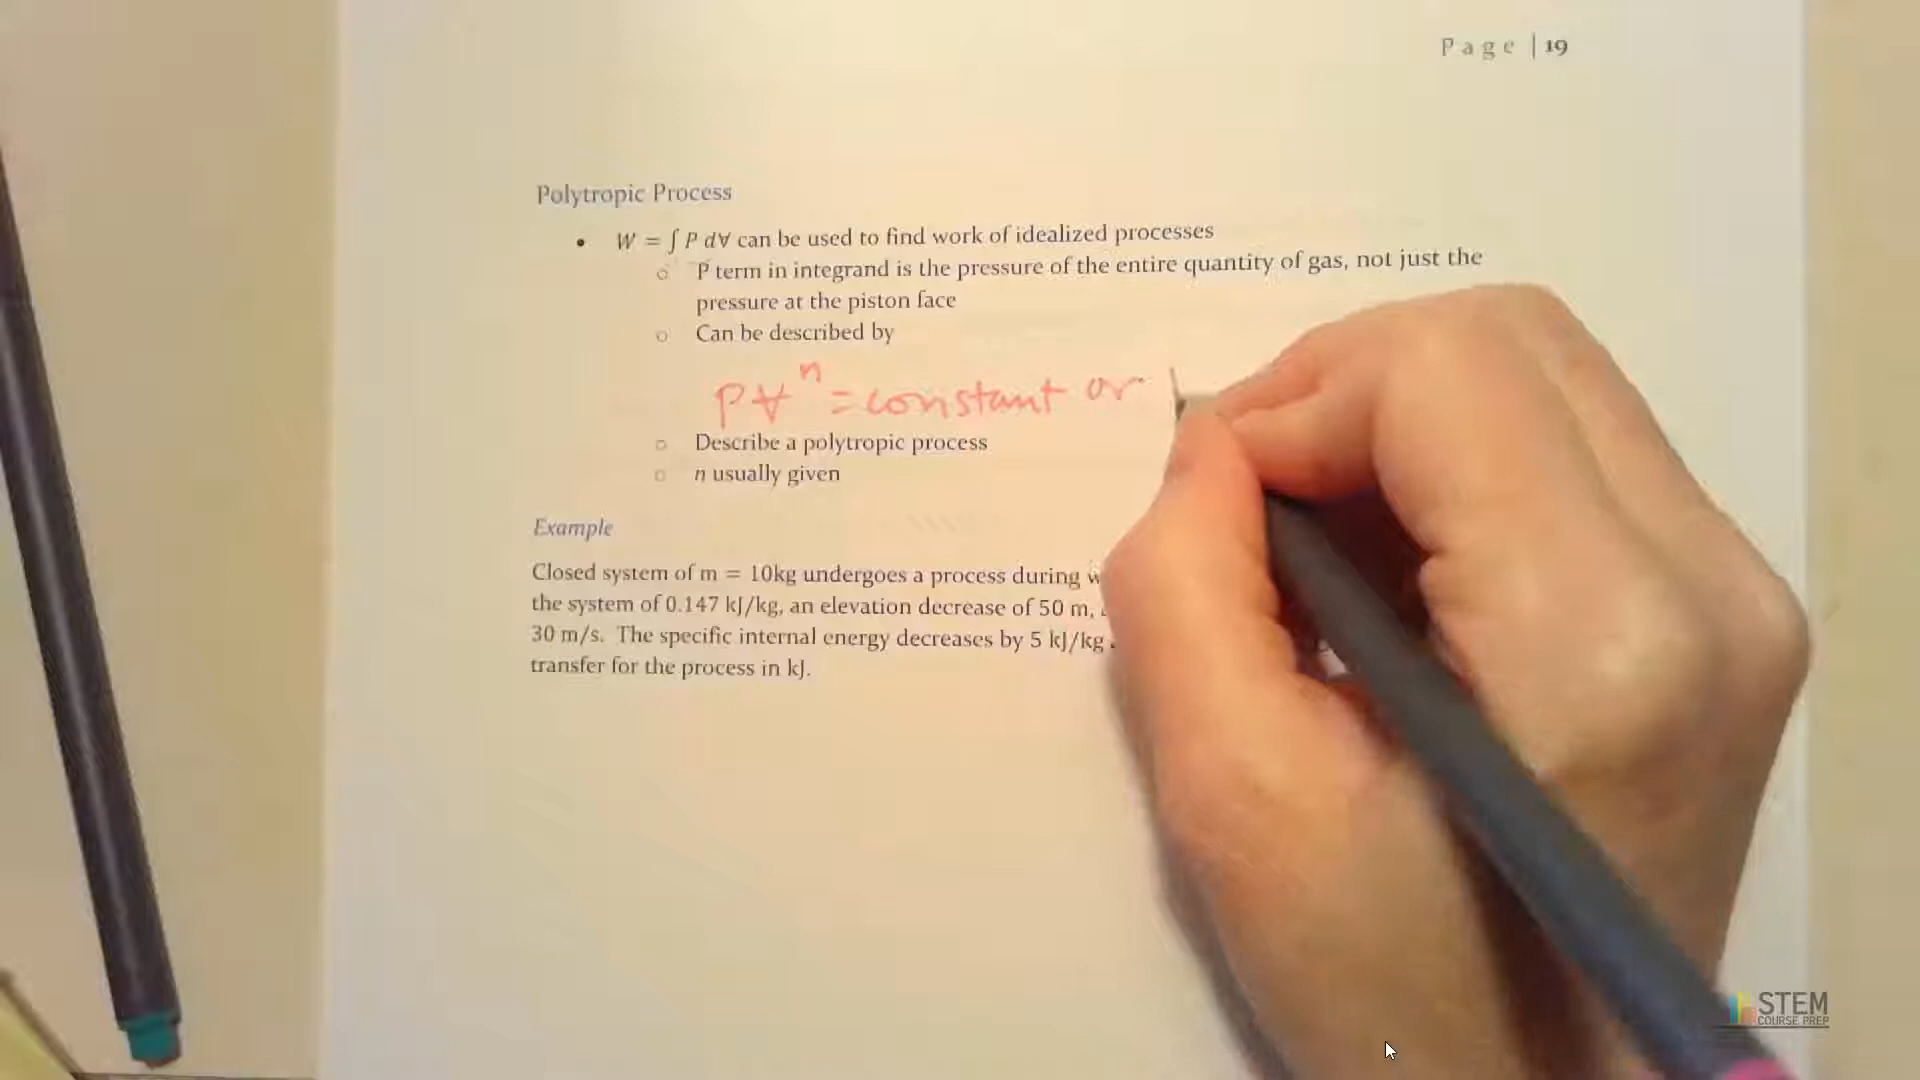 Page | 19
Polytropic Process
• W = ∫ P d∀ can be used to find work of idealized processes
○ P term in integrand is the pressure of the entire quantity of gas, not just the
pressure at the piston face
○ Can be described by
P∀ⁿ = constant or
○ Describe a polytropic process
○ n usually given
Example
Closed system of m = 10kg undergoes a process during
the system of 0.147 kJ/kg, an elevation decrease of 50 m,
30 m/s. The specific internal energy decreases by 5 kJ/kg
transfer for the process in kJ.
STEM
COURSE PREP